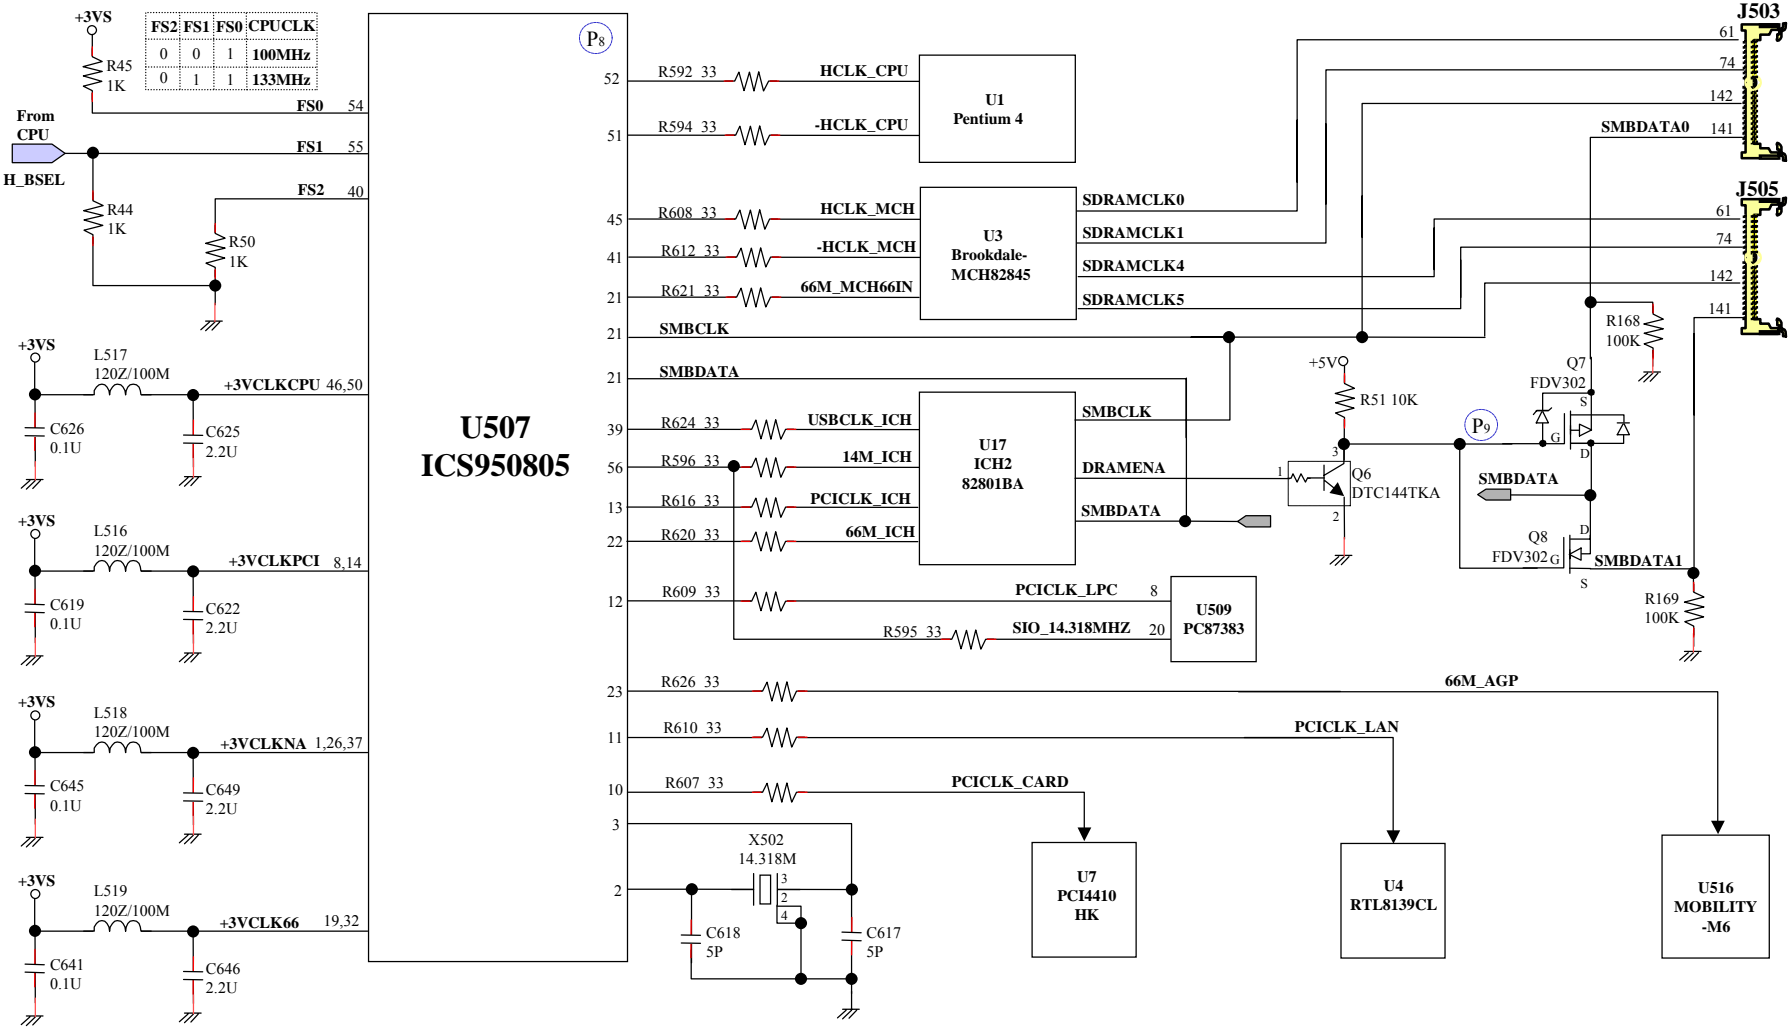 +3VS
R45
1K
FS2 FS1 FS0 CPUCLK
0 0 1 100MHz
0 1 1 133MHz
FS0 54
From
CPU
H_BSEL
FS1 55
FS2 40
R44
1K
R50
1K
+3VS
L517
120Z/100M
+3VCLKCPU 46,50
C626
0.1U
C625
2.2U
+3VS
L516
120Z/100M
+3VCLKPCI 8,14
C619
0.1U
C622
2.2U
+3VS
L518
120Z/100M
+3VCLKNA 1,26,37
C645
0.1U
C649
2.2U
+3VS
L519
120Z/100M
+3VCLK66 19,32
C641
0.1U
C646
2.2U
P8
U507
ICS950805
52 R592 33 HCLK_CPU
51 R594 33 -HCLK_CPU
U1
Pentium 4
45 R608 33 HCLK_MCH
41 R612 33 -HCLK_MCH
21 R621 33 66M_MCH66IN
U3
Brookdale-
MCH82845
SDRAMCLK0
SDRAMCLK1
SDRAMCLK4
SDRAMCLK5
21 SMBCLK
21 SMBDATA
39 R624 33 USBCLK_ICH
56 R596 33 14M_ICH
13 R616 33 PCICLK_ICH
22 R620 33 66M_ICH
U17
ICH2
82801BA
SMBCLK
DRAMENA
SMBDATA
12 R609 33 PCICLK_LPC 8
R595 33 SIO_14.318MHZ 20
U509
PC87383
23 R626 33 66M_AGP
11 R610 33 PCICLK_LAN
10 R607 33 PCICLK_CARD
3
2
X502
14.318M
3
2
4
C618
5P
C617
5P
U7
PCI4410
HK
U4
RTL8139CL
U516
MOBILITY
-M6
J503
61
74
142
SMBDATA0 141
J505
61
74
142
141
R168
100K
+5V
R51 10K
3
1
2
Q6
DTC144TKA
P9
Q7
FDV302
S
G
D
SMBDATA
Q8
FDV302
D
G
S
SMBDATA1
R169
100K